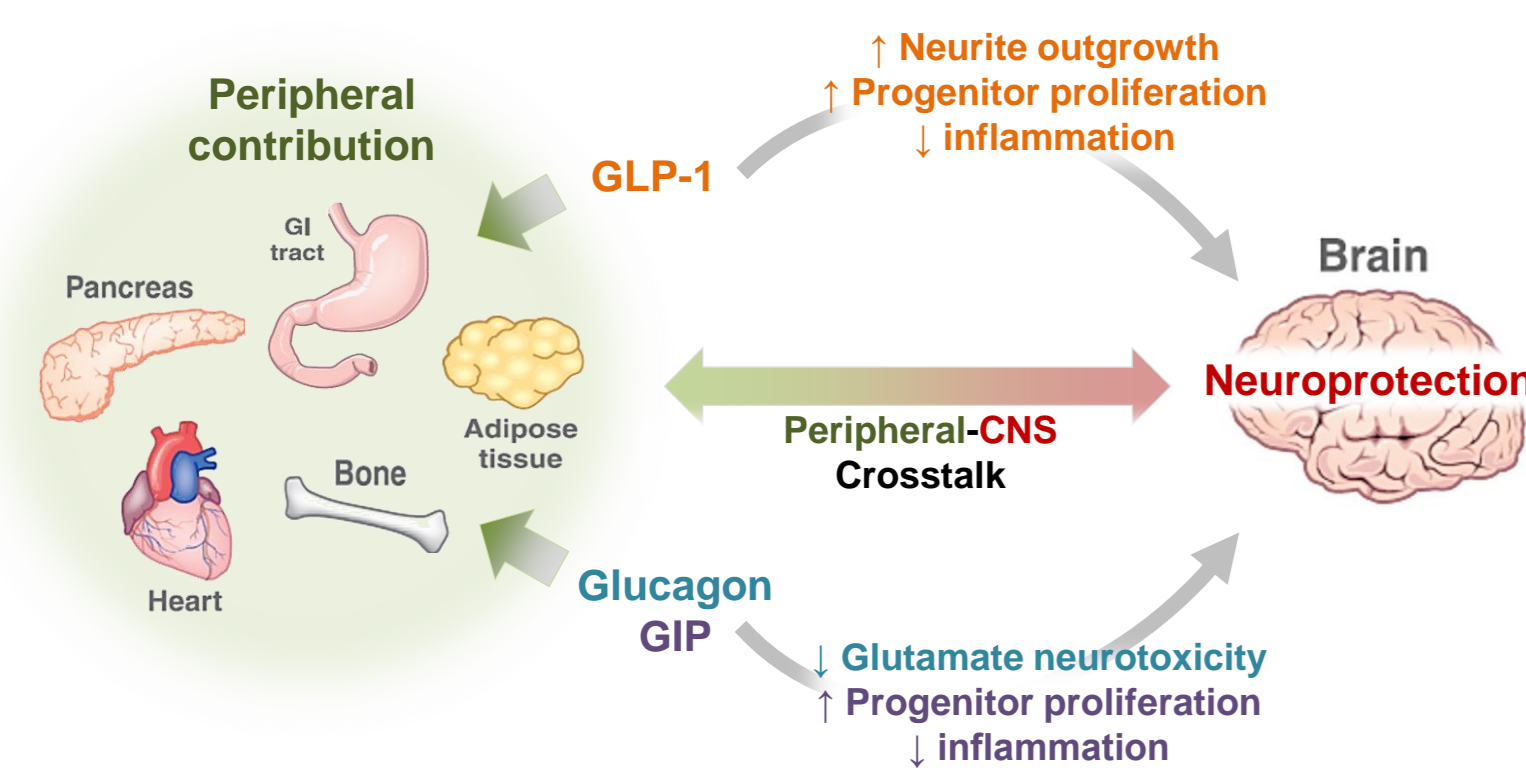 Peripheral
contribution
GI
tract
Pancreas
Adipose
tissue
Bone
Heart
GLP-1
↑ Neurite outgrowth
↑ Progenitor proliferation
↓ inflammation
Peripheral-CNS
Crosstalk
Brain
Neuroprotection
Glucagon
GIP
↓ Glutamate neurotoxicity
↑ Progenitor proliferation
↓ inflammation